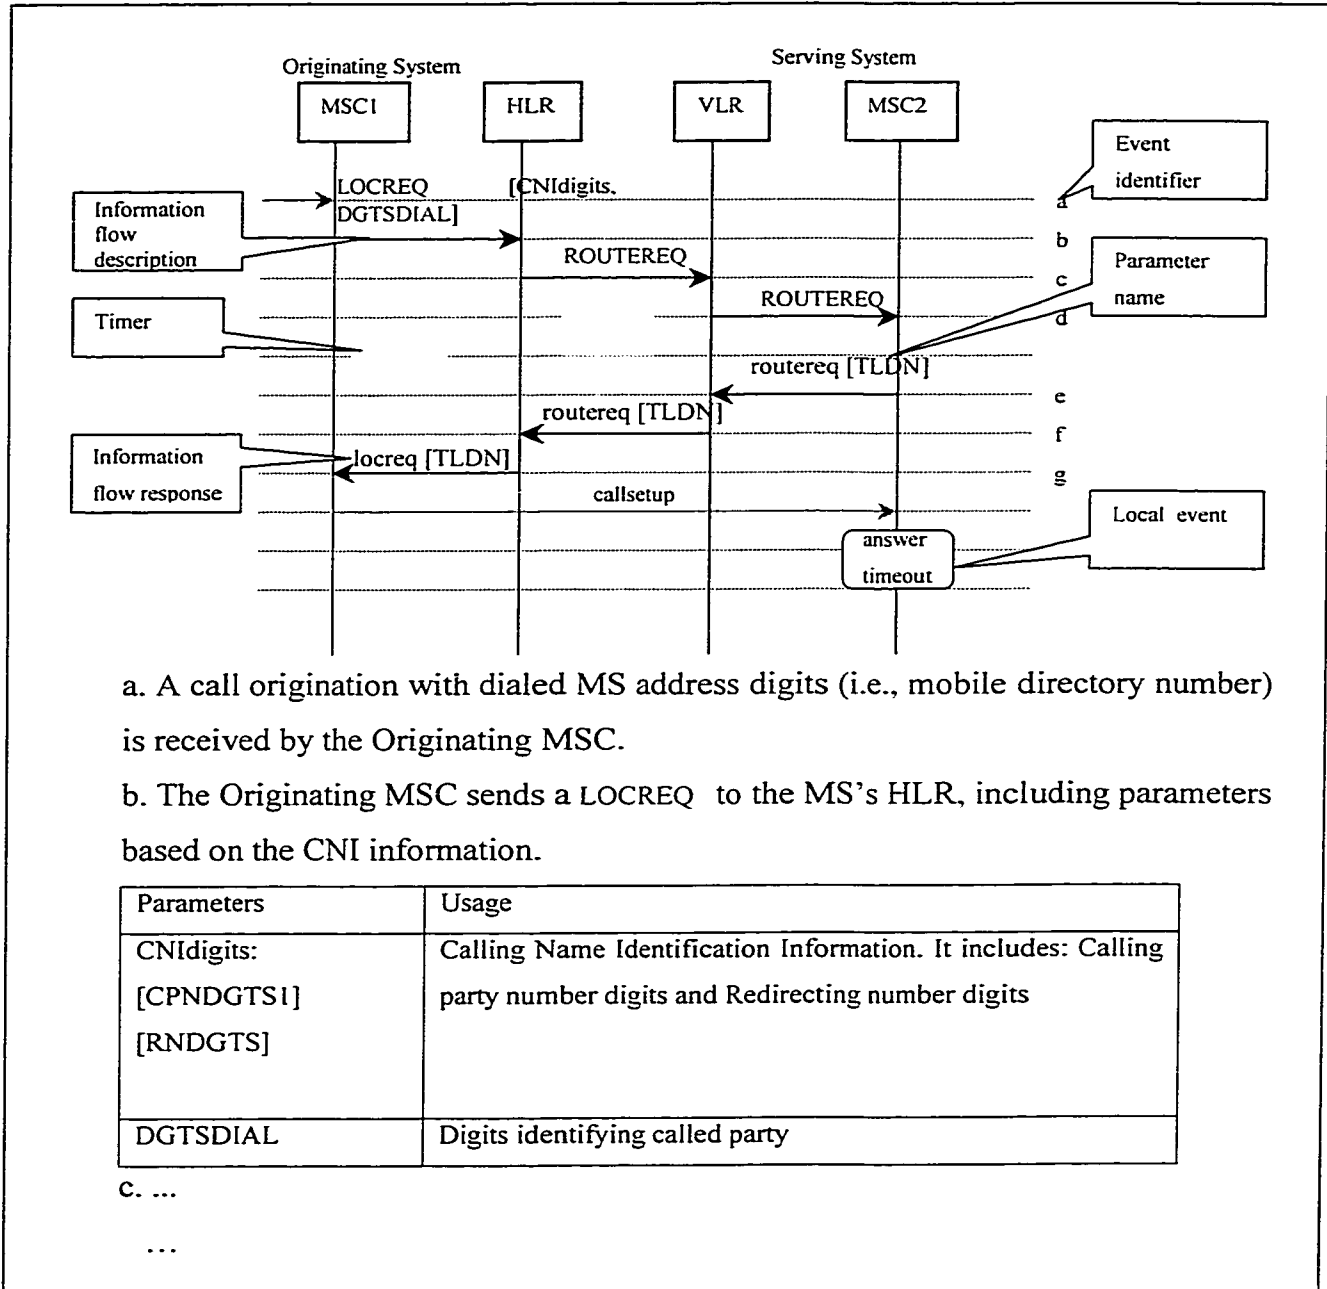 Originating System
Serving System
MSC1
HLR
VLR
MSC2
Event
identifier
LOCREQ [CNIdigits.
DGTSDIAL]
a
Information
flow
description
b
ROUTEREQ
c
Parameter
name
Timer
ROUTEREQ
d
routereq [TLDN]
e
routereq [TLDN]
f
Information
flow response
locreq [TLDN]
g
callsetup
Local event
answer
timeout
a. A call origination with dialed MS address digits (i.e., mobile directory number)
is received by the Originating MSC.
b. The Originating MSC sends a LOCREQ to the MS's HLR, including parameters
based on the CNI information.
Parameters
Usage
CNIdigits:
[CPNDGTS1]
[RNDGTS]
Calling Name Identification Information. It includes: Calling
party number digits and Redirecting number digits
DGTSDIAL
Digits identifying called party
c. ...
...